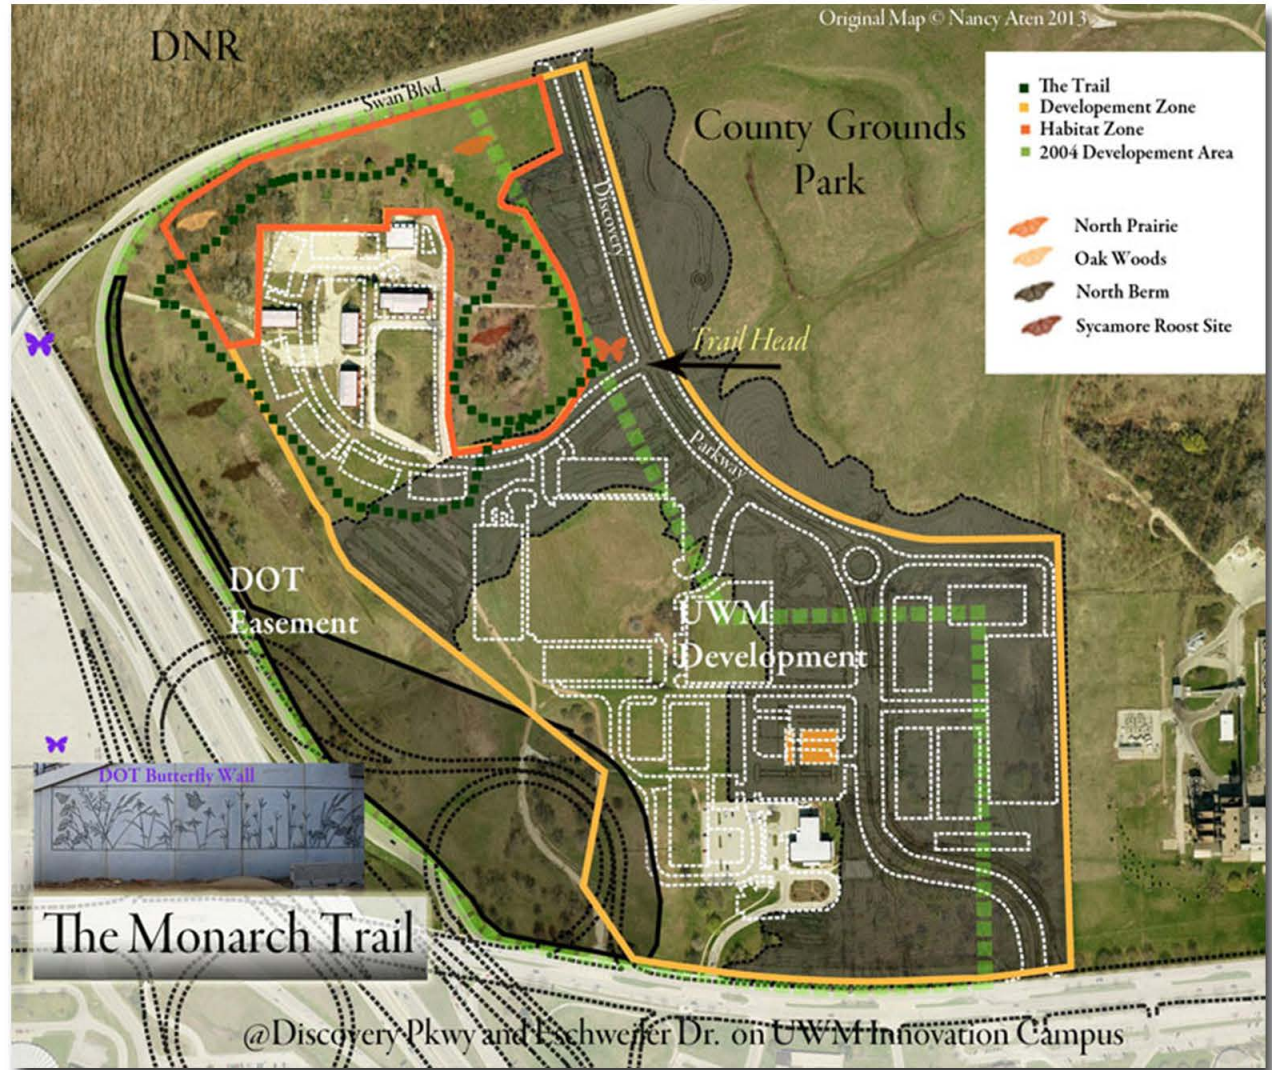 Original Map © Nancy Aten 2013
DNR
Swan Blvd.
County Grounds
Park
The Trail
Developement Zone
Habitat Zone
2004 Developement Area
North Prairie
Oak Woods
North Berm
Sycamore Roost Site
Discovery
Trail Head
Parkway
DOT
Easement
UWM
Development
DOT Butterfly Wall
The Monarch Trail
@Discovery Pkwy and Eschweiler Dr. on UWM Innovation Campus